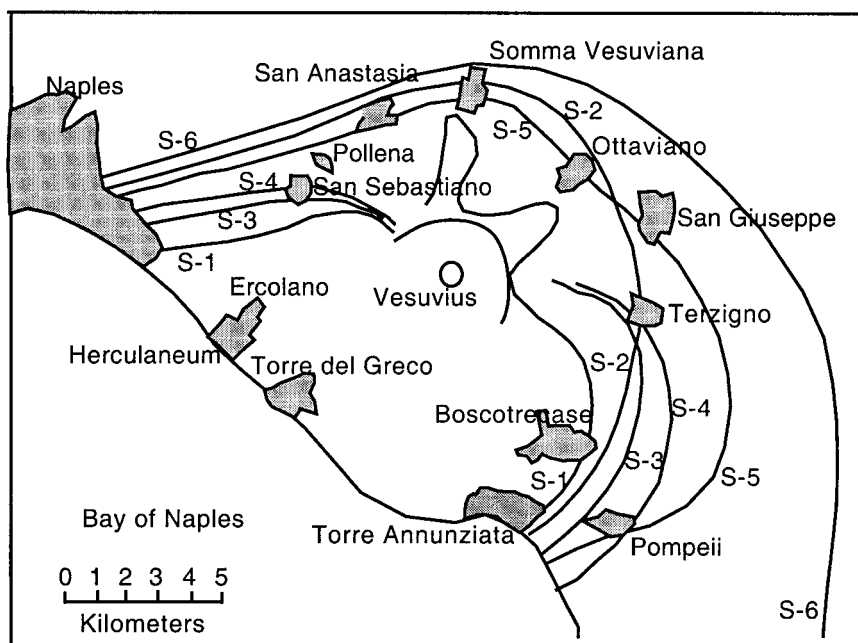 Somma Vesuviana
San Anastasia
Naples
S-2
S-6
S-5
Ottaviano
Pollena
S-4
San Sebastiano
San Giuseppe
S-3
S-1
Ercolano
Vesuvius
Terzigno
Herculaneum
Torre del Greco
S-2
S-4
Boscotrecase
S-3
S-1
S-5
Bay of Naples
Torre Annunziata
Pompeii
0 1 2 3 4 5
Kilometers
S-6